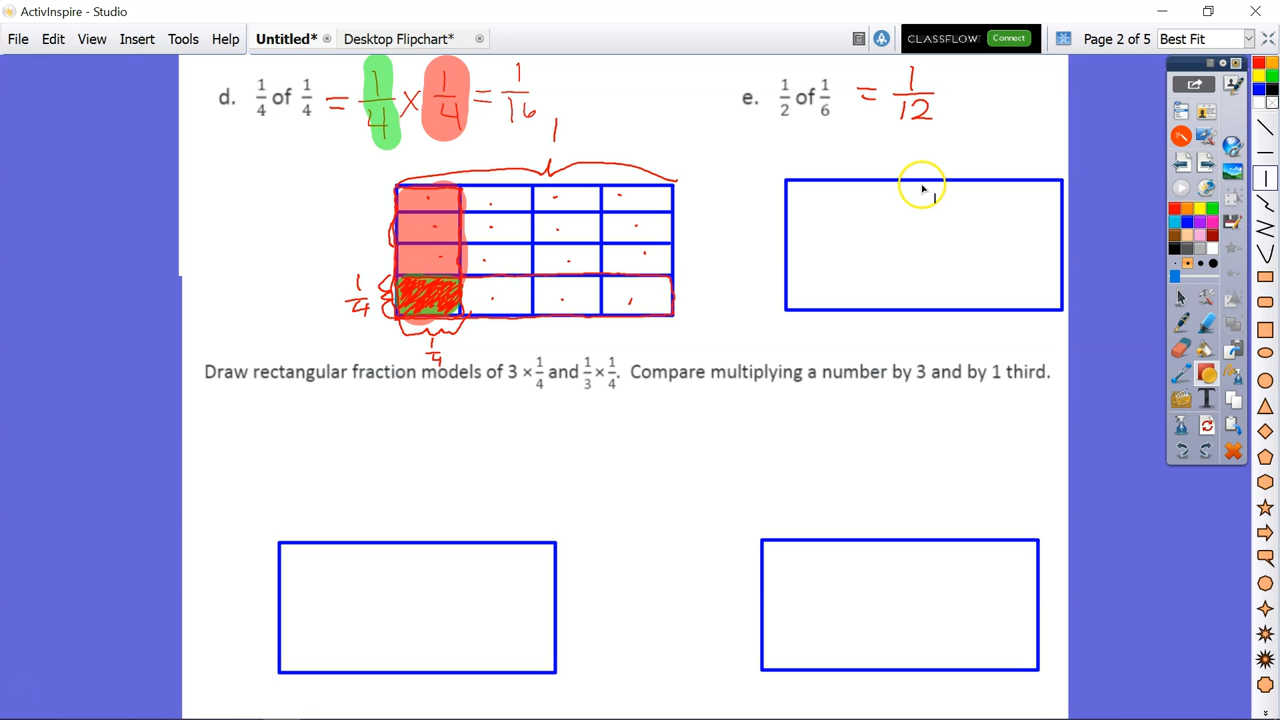 ActivInspire - Studio
File Edit View Insert Tools Help Untitled* Desktop Flipchart* CLASSFLOW Connect Page 2 of 5 Best Fit
d. 1/4 of 1/4 = 1/4 × 1/4 = 1/16
e. 1/2 of 1/6 = 1/12
1
1/4
1/4
Draw rectangular fraction models of 3 × 1/4 and 1/3 × 1/4. Compare multiplying a number by 3 and by 1 third.